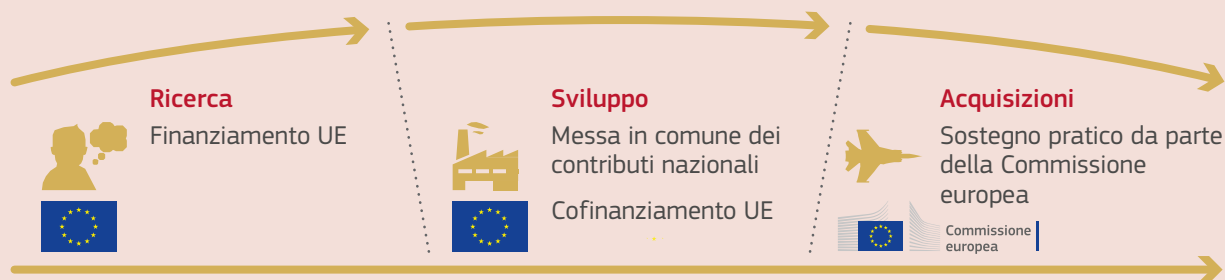 Ricerca
Finanziamento UE
Sviluppo
Messa in comune dei
contributi nazionali
Cofinanziamento UE
Acquisizioni
Sostegno pratico da parte
della Commissione
europea
Commissione
europea